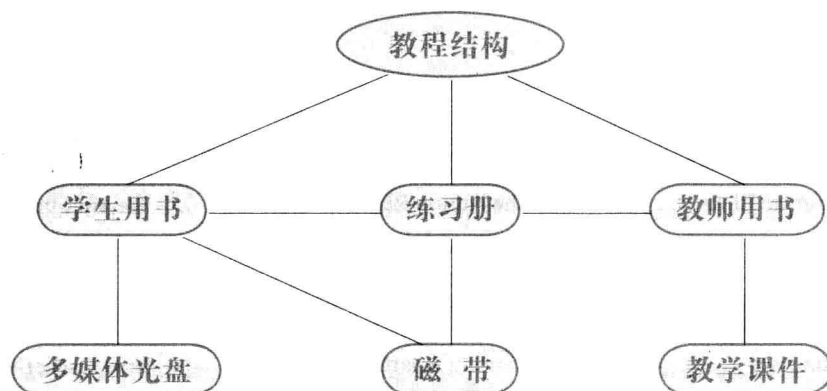 教程结构
学生用书
练习册
教师用书
多媒体光盘
磁 带
教学课件